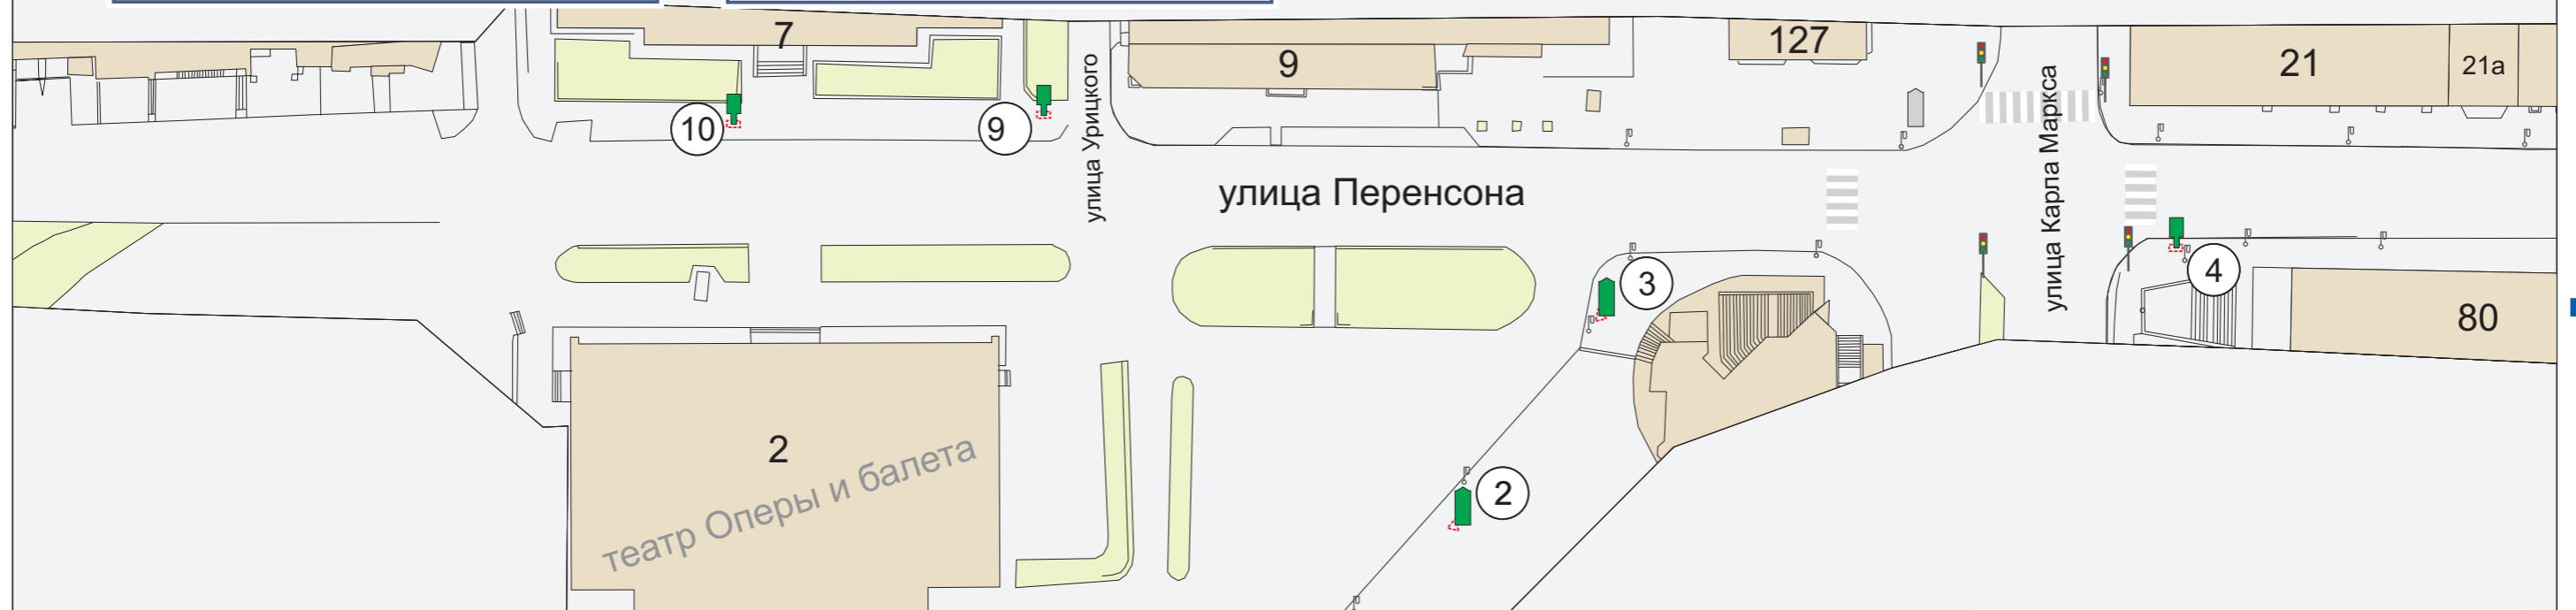 7
9
127
21
21а
10
9
улица Урицкого
улица Карла Маркса
улица Перенсона
3
4
80
2
театр Оперы и балета
2